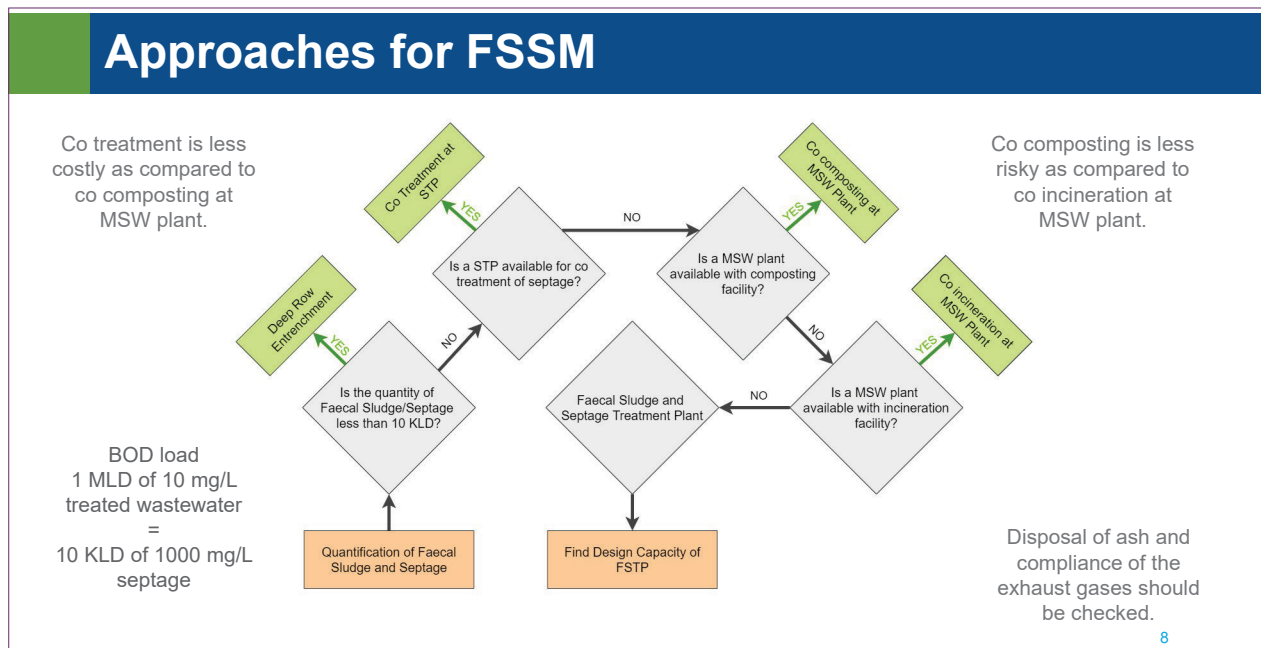 Approaches for FSSM
Co treatment is less
costly as compared to
co composting at
MSW plant.
Co composting is less
risky as compared to
co incineration at
MSW plant.
Quantification of Faecal
Sludge and Septage
Is the quantity of
Faecal Sludge/Septage
less than 10 KLD?
YES
Deep Row
Entrenchment
NO
Is a STP available for co
treatment of septage?
YES
Co Treatment at
STP
NO
Is a MSW plant
available with composting
facility?
YES
Co composting at
MSW Plant
NO
Is a MSW plant
available with incineration
facility?
YES
Co incineration at
MSW Plant
NO
Faecal Sludge and
Septage Treatment Plant
Find Design Capacity of
FSTP
BOD load
1 MLD of 10 mg/L
treated wastewater
=
10 KLD of 1000 mg/L
septage
Disposal of ash and
compliance of the
exhaust gases should
be checked.
8